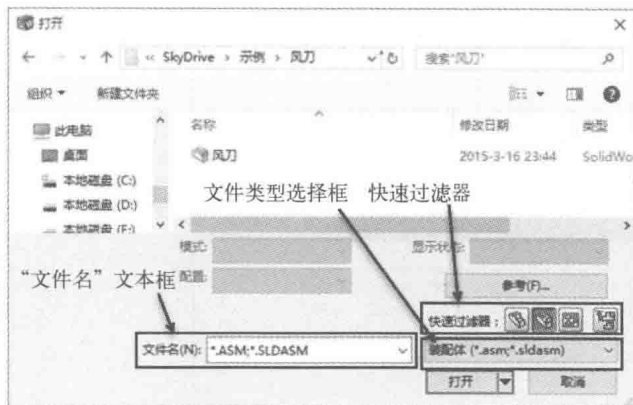 打开
« SkyDrive › 示例 › 风刀
搜索"风刀"
组织
新建文件夹
名称
修改日期
类型
此电脑
桌面
本地磁盘 (C:)
本地磁盘 (D:)
本地磁盘 (E:)
风刀
2015-3-16 23:44
SolidWo
文件类型选择框
快速过滤器
模式:
显示状态:
配置:
“文件名”文本框
参考(F)...
快速过滤器：
文件名(N):
*.ASM;*.SLDASM
装配体 (*.asm;*.sldasm)
打开
取消